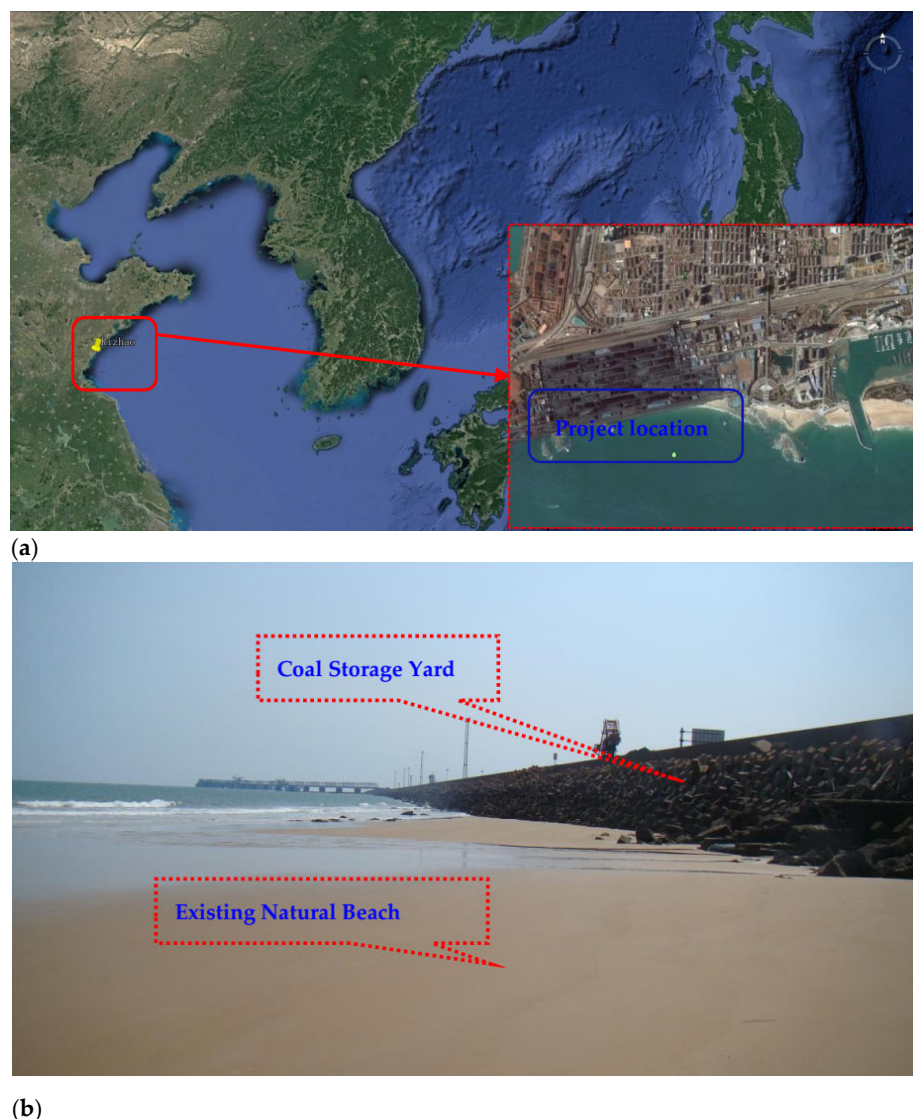 N
Rizhao
Project location
(a)
Coal Storage Yard
Existing Natural Beach
(b)